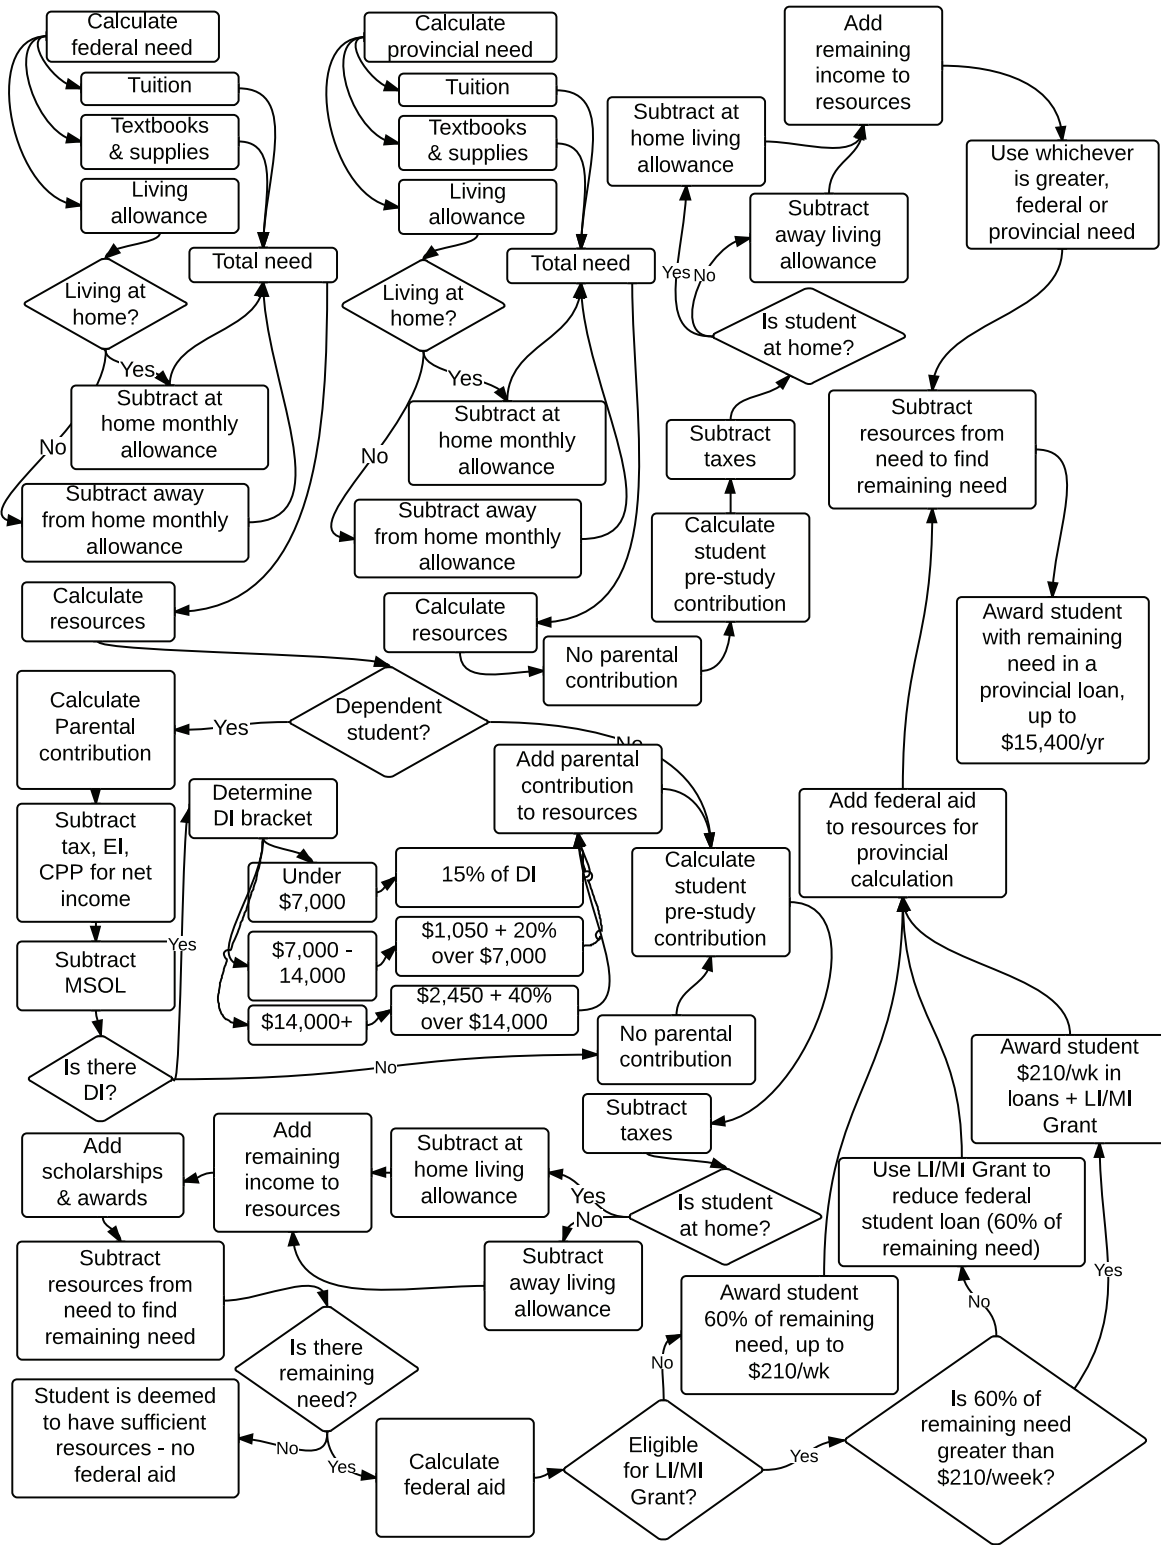 Calculate
federal need
Tuition
Textbooks
& supplies
Living
allowance
Total need
Living at
home?
Yes
No
Subtract at
home monthly
allowance
Subtract away
from home monthly
allowance
Calculate
resources
Calculate
provincial need
Tuition
Textbooks
& supplies
Living
allowance
Total need
Living at
home?
Yes
No
Subtract at
home monthly
allowance
Subtract away
from home monthly
allowance
Calculate
resources
No parental
contribution
Calculate
student
pre-study
contribution
Subtract
taxes
Is student
at home?
Yes
No
Subtract at
home living
allowance
Subtract
away living
allowance
Add
remaining
income to
resources
Use whichever
is greater,
federal or
provincial need
Subtract
resources from
need to find
remaining need
Award student
with remaining
need in a
provincial loan,
up to
$15,400/yr
Dependent
student?
Yes
No
Calculate
Parental
contribution
Subtract
tax, EI,
CPP for net
income
Subtract
MSOL
Is there
DI?
Yes
No
Determine
DI bracket
Under
$7,000
15% of DI
$7,000 -
14,000
$1,050 + 20%
over $7,000
$14,000+
$2,450 + 40%
over $14,000
Add parental
contribution
to resources
No parental
contribution
Calculate
student
pre-study
contribution
Subtract
taxes
Is student
at home?
Yes
No
Subtract at
home living
allowance
Subtract
away living
allowance
Add
remaining
income to
resources
Add
scholarships
& awards
Subtract
resources from
need to find
remaining need
Is there
remaining
need?
No
Yes
Student is deemed
to have sufficient
resources - no
federal aid
Calculate
federal aid
Eligible
for LI/MI
Grant?
No
Yes
Award student
60% of remaining
need, up to
$210/wk
Is 60% of
remaining need
greater than
$210/week?
No
Yes
Use LI/MI Grant to
reduce federal
student loan (60% of
remaining need)
Award student
$210/wk in
loans + LI/MI
Grant
Add federal aid
to resources for
provincial
calculation